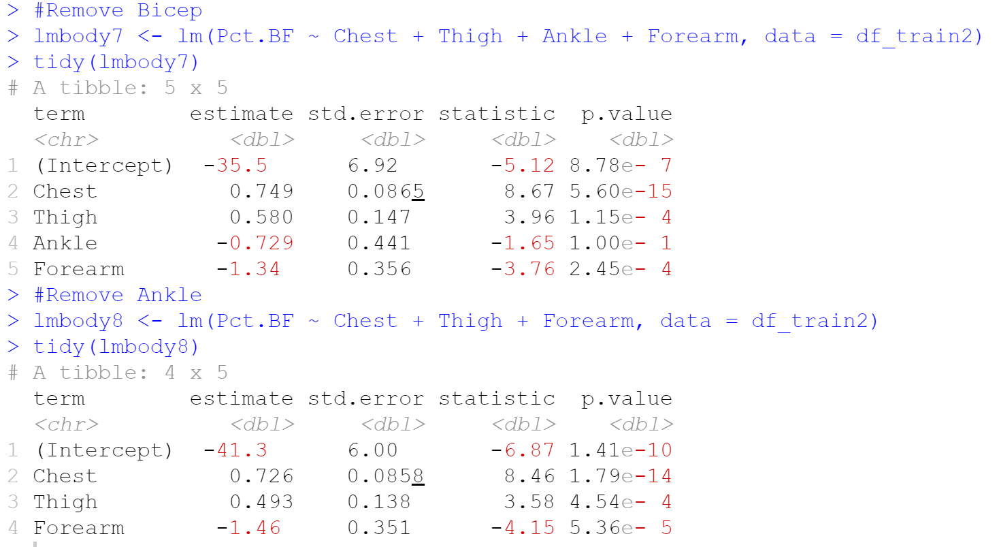 > #Remove Bicep
> lmbody7 <- lm(Pct.BF ~ Chest + Thigh + Ankle + Forearm, data = df_train2)
> tidy(lmbody7)
# A tibble: 5 x 5
  term        estimate std.error statistic  p.value
  <chr>          <dbl>     <dbl>     <dbl>    <dbl>
1 (Intercept)  -35.5      6.92       -5.12 8.78e- 7
2 Chest          0.749    0.0865      8.67 5.60e-15
3 Thigh          0.580    0.147       3.96 1.15e- 4
4 Ankle         -0.729    0.441      -1.65 1.00e- 1
5 Forearm       -1.34     0.356      -3.76 2.45e- 4
> #Remove Ankle
> lmbody8 <- lm(Pct.BF ~ Chest + Thigh + Forearm, data = df_train2)
> tidy(lmbody8)
# A tibble: 4 x 5
  term        estimate std.error statistic  p.value
  <chr>          <dbl>     <dbl>     <dbl>    <dbl>
1 (Intercept)  -41.3      6.00       -6.87 1.41e-10
2 Chest          0.726    0.0858      8.46 1.79e-14
3 Thigh          0.493    0.138       3.58 4.54e- 4
4 Forearm       -1.46     0.351      -4.15 5.36e- 5